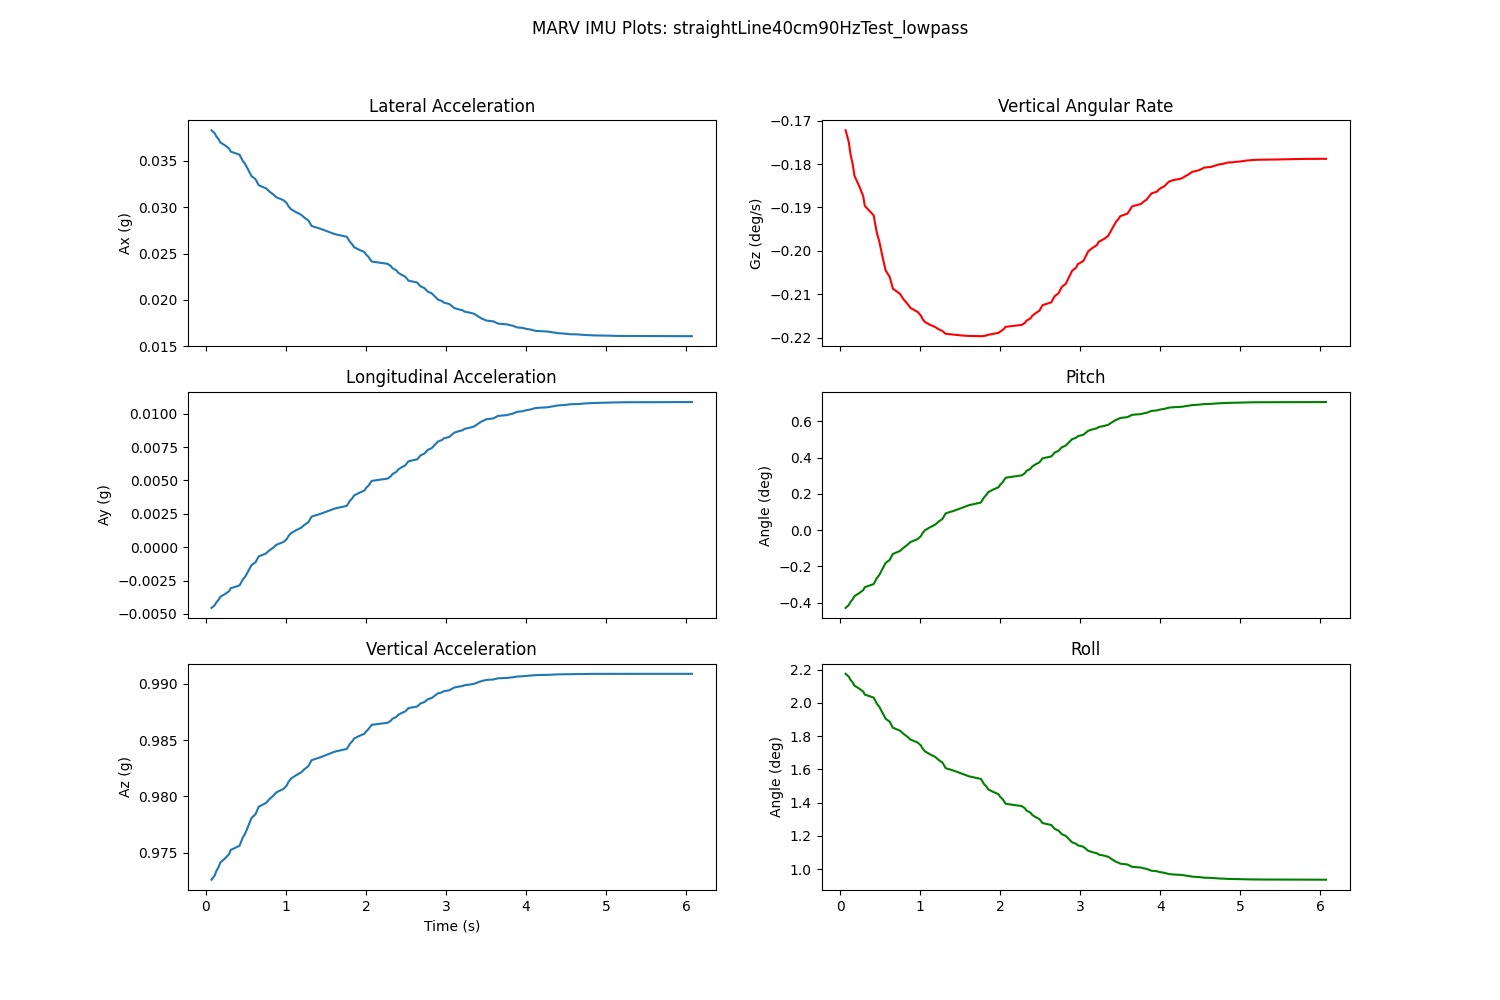 MARV IMU Plots: straightLine40cm90HzTest_lowpass
Lateral Acceleration
Ax (g)
0.035
0.030
0.025
0.020
0.015
Vertical Angular Rate
Gz (deg/s)
−0.17
−0.18
−0.19
−0.20
−0.21
−0.22
Longitudinal Acceleration
Ay (g)
0.0100
0.0075
0.0050
0.0025
0.0000
−0.0025
−0.0050
Pitch
Angle (deg)
0.6
0.4
0.2
0.0
−0.2
−0.4
Vertical Acceleration
Az (g)
0.990
0.985
0.980
0.975
0 1 2 3 4 5 6
Time (s)
Roll
Angle (deg)
2.2
2.0
1.8
1.6
1.4
1.2
1.0
0 1 2 3 4 5 6